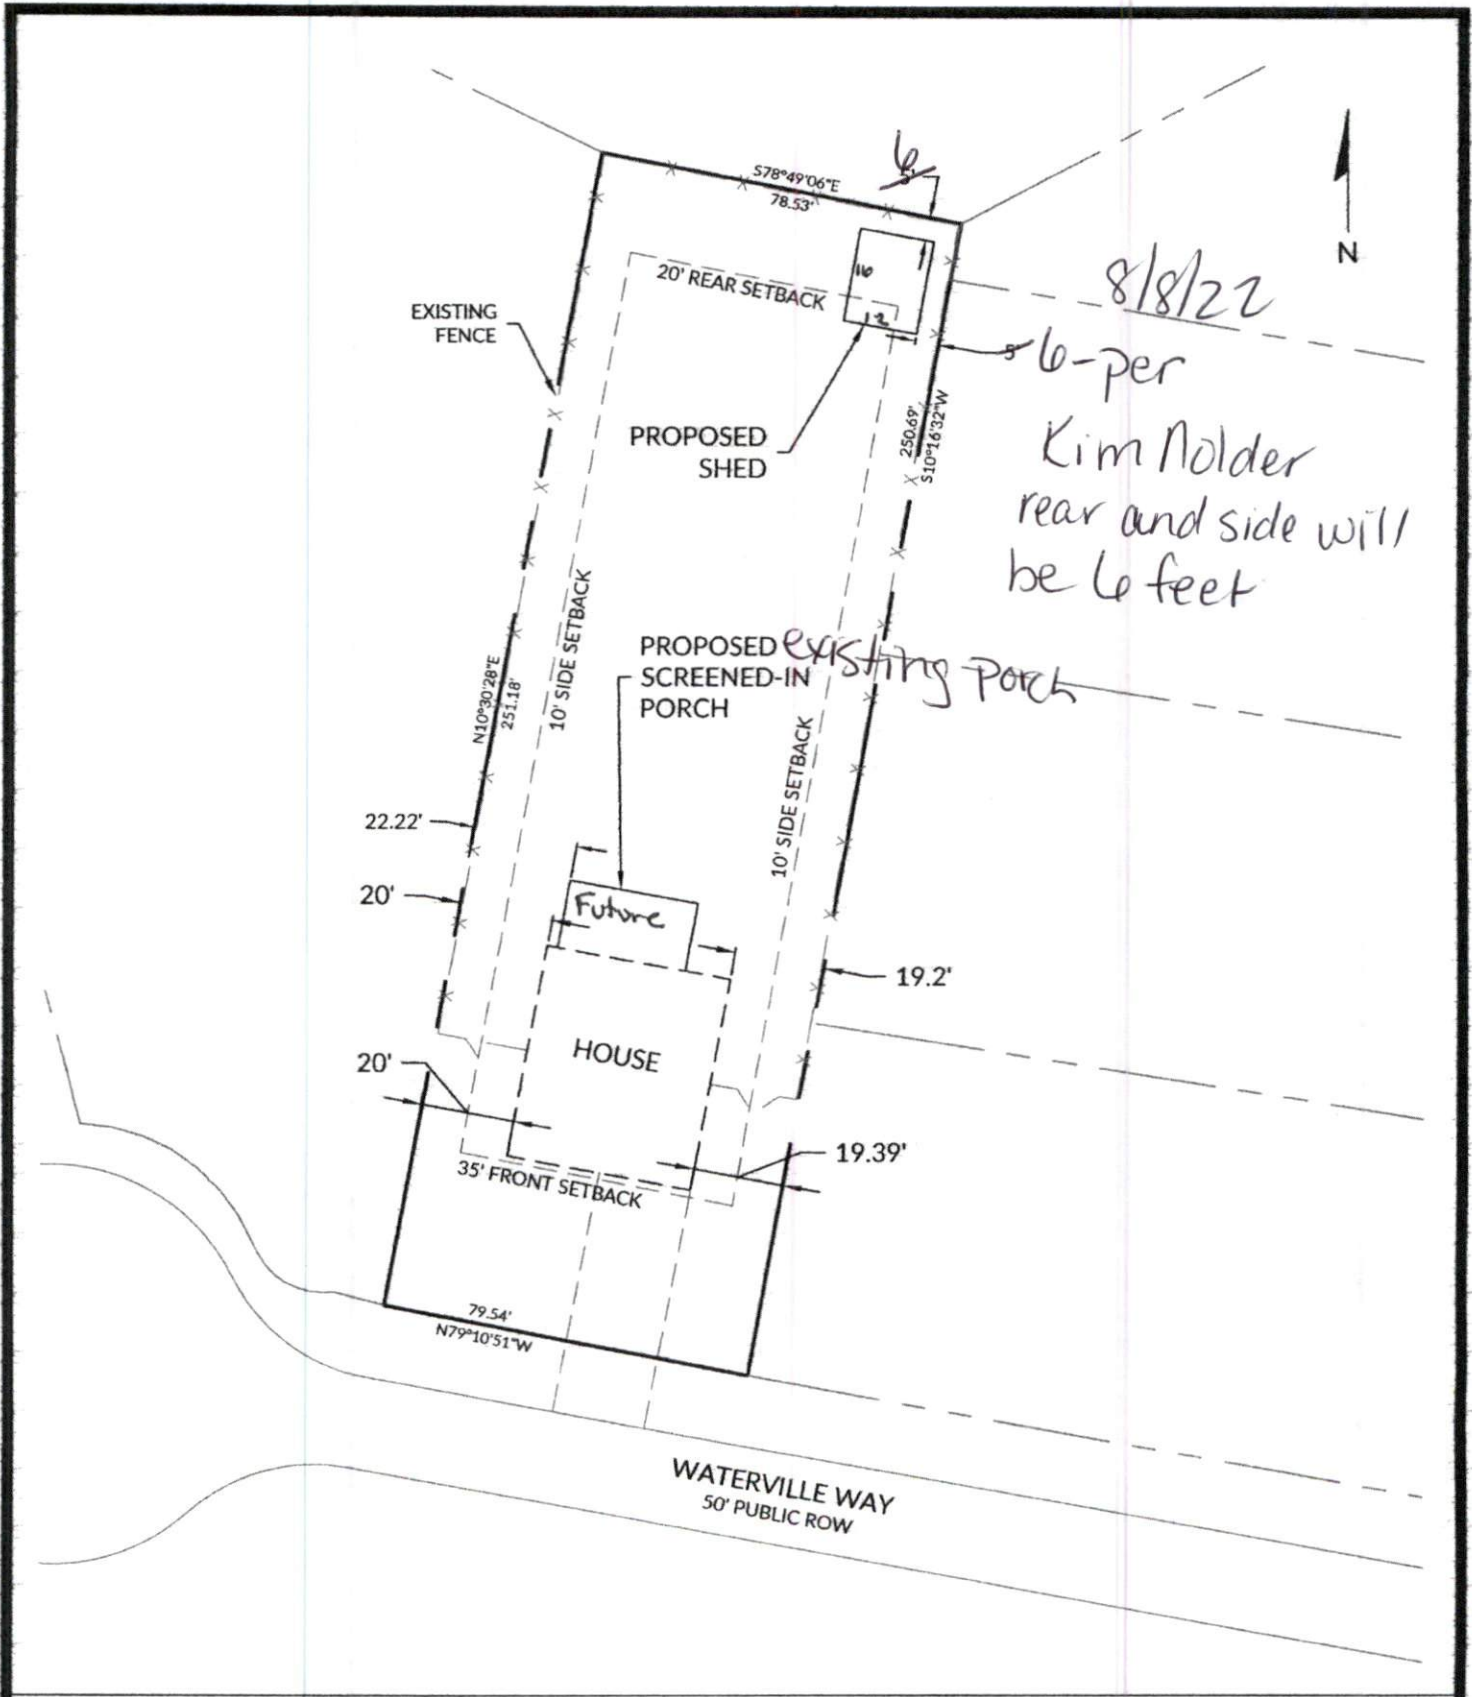 6
5'
S78°49'06"E
78.53'
N
20' REAR SETBACK
16
12
8/8/22
EXISTING
FENCE
5 6-per
Kim Nolder
rear and side will
be 6 feet
250.69'
S10°16'32"W
PROPOSED
SHED
10' SIDE SETBACK
PROPOSED existing porch
SCREENED-IN
PORCH
N10°30'28"E
251.18'
10' SIDE SETBACK
22.22'
20'
Future
19.2'
HOUSE
20'
19.39'
35' FRONT SETBACK
79.54'
N79°10'51"W
WATERVILLE WAY
50' PUBLIC ROW